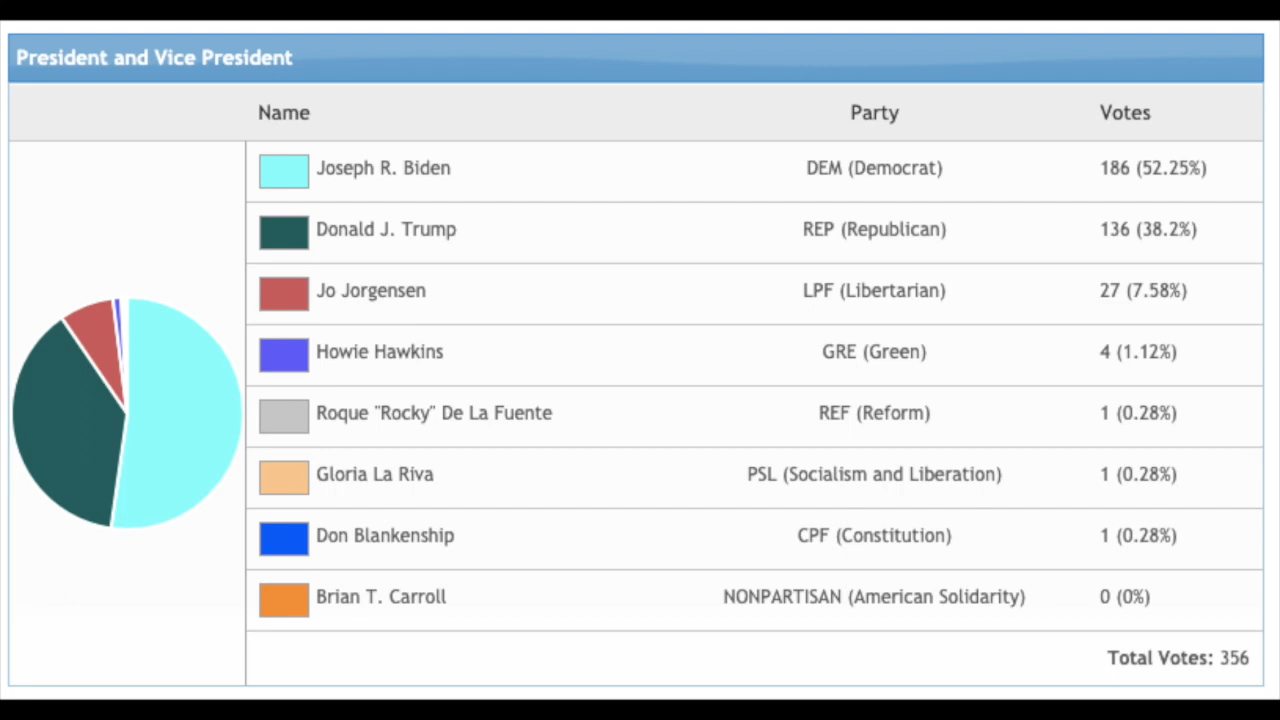 President and Vice President
Name Party Votes
Joseph R. Biden DEM (Democrat) 186 (52.25%)
Donald J. Trump REP (Republican) 136 (38.2%)
Jo Jorgensen LPF (Libertarian) 27 (7.58%)
Howie Hawkins GRE (Green) 4 (1.12%)
Roque "Rocky" De La Fuente REF (Reform) 1 (0.28%)
Gloria La Riva PSL (Socialism and Liberation) 1 (0.28%)
Don Blankenship CPF (Constitution) 1 (0.28%)
Brian T. Carroll NONPARTISAN (American Solidarity) 0 (0%)
Total Votes: 356